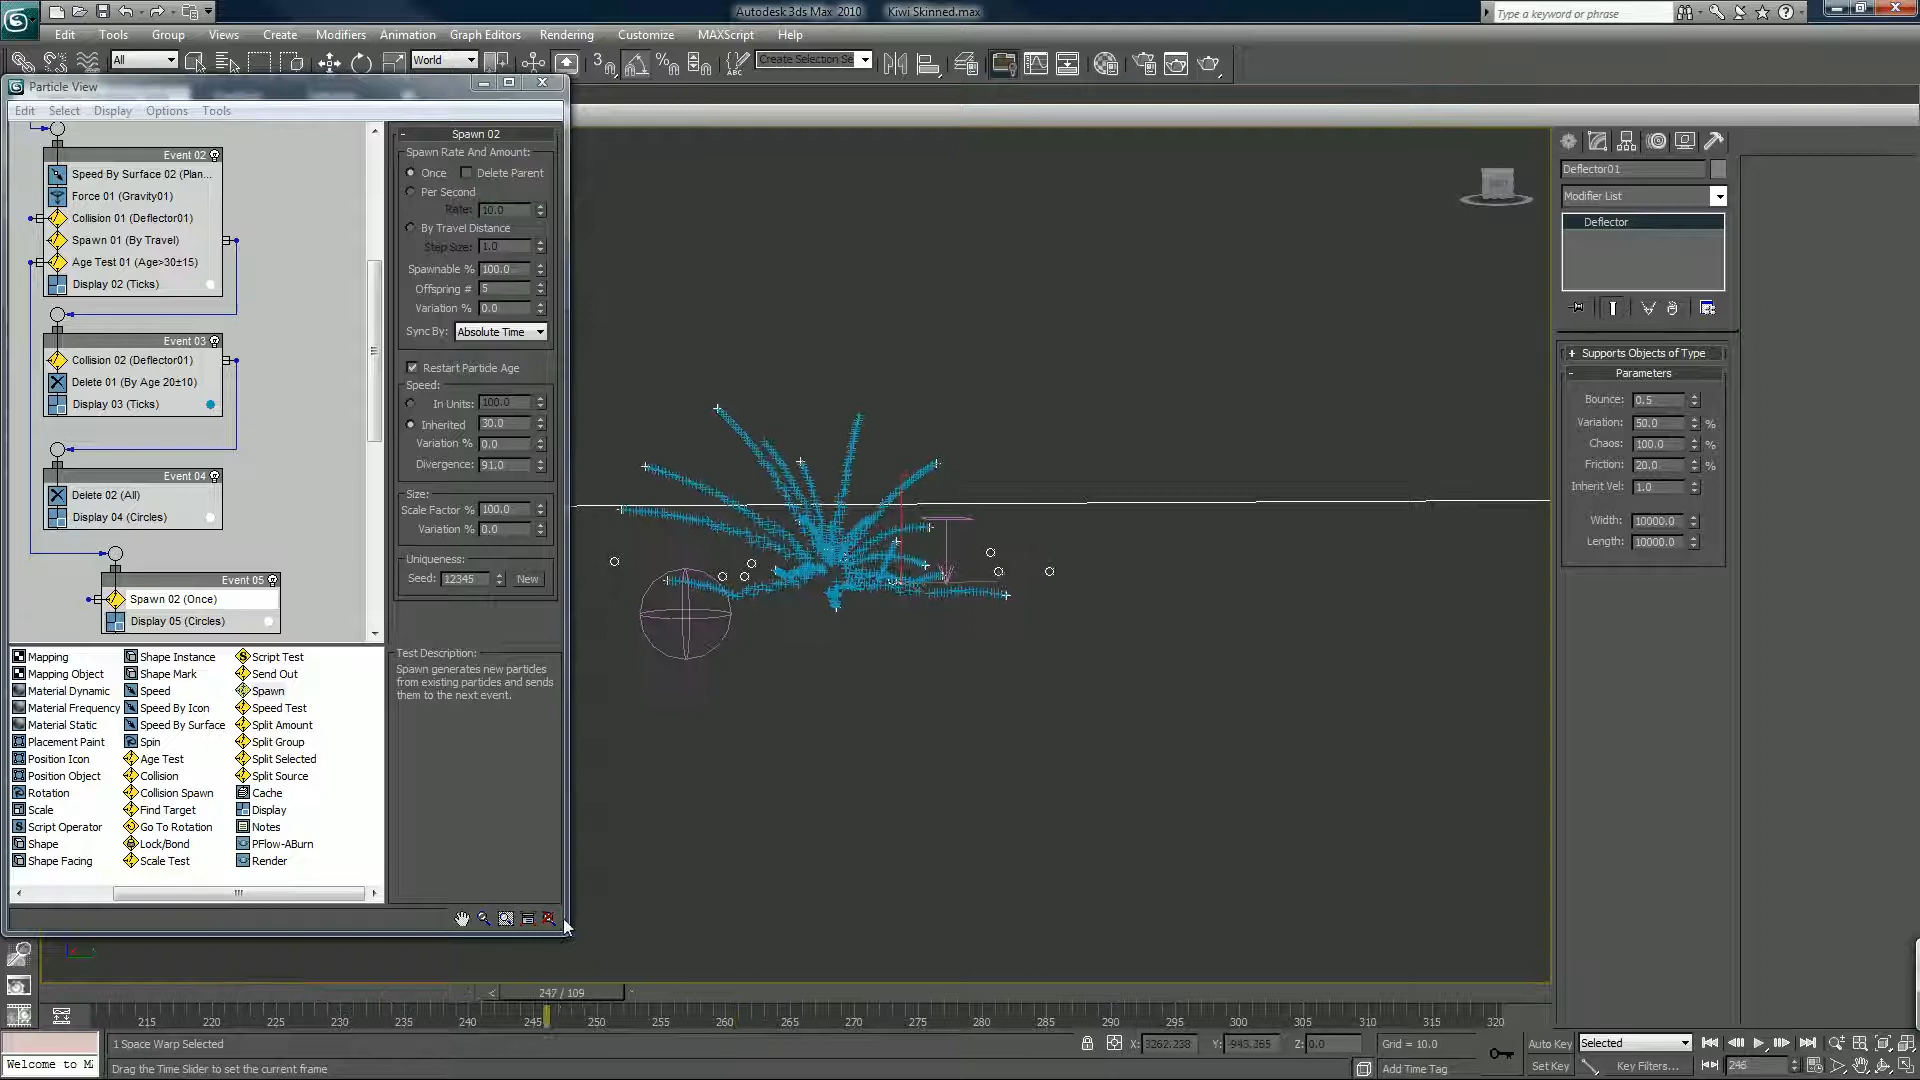 Autodesk 3ds Max 2010 Kiwi Skinned.max
Type a keyword or phrase
Edit Tools Group Views Create Modifiers Animation Graph Editors Rendering Customize MAXScript Help
All World 3 Create Selection Se
Particle View
Edit Select Display Options Tools
Event 02
Speed By Surface 02 (Plan...
Force 01 (Gravity01)
Collision 01 (Deflector01)
Spawn 01 (By Travel)
Age Test 01 (Age>30±15)
Display 02 (Ticks)
Event 03
Collision 02 (Deflector01)
Delete 01 (By Age 20±10)
Display 03 (Ticks)
Event 04
Delete 02 (All)
Display 04 (Circles)
Event 05
Spawn 02 (Once)
Display 05 (Circles)
Spawn 02
Spawn Rate And Amount:
Once Delete Parent
Per Second
Rate: 10.0
By Travel Distance
Step Size: 1.0
Spawnable % 100.0
Offspring # 5
Variation % 0.0
Sync By: Absolute Time
Restart Particle Age
Speed:
In Units: 100.0
Inherited 30.0
Variation % 0.0
Divergence: 91.0
Size:
Scale Factor % 100.0
Variation % 0.0
Uniqueness:
Seed: 12345 New
Test Description:
Spawn generates new particles
from existing particles and sends
them to the next event.
Mapping Shape Instance Script Test
Mapping Object Shape Mark Send Out
Material Dynamic Speed Spawn
Material Frequency Speed By Icon Speed Test
Material Static Speed By Surface Split Amount
Placement Paint Spin Split Group
Position Icon Age Test Split Selected
Position Object Collision Split Source
Rotation Collision Spawn Cache
Scale Find Target Display
Script Operator Go To Rotation Notes
Shape Lock/Bond PFlow-ABurn
Shape Facing Scale Test Render
Deflector01
Modifier List
Deflector
+ Supports Objects of Type
- Parameters
Bounce: 0.5
Variation: 50.0 %
Chaos: 100.0 %
Friction: 20.0 %
Inherit Vel: 1.0
Width: 10000.0
Length: 10000.0
< 247 / 109
215 220 225 230 235 240 245 250 255 260 265 270 275 280 285 290 295 300 305 310 315 320
1 Space Warp Selected
X: 3262.238 Y: -945.365 Z: 0.0 Grid = 10.0
Auto Key Selected
Welcome to M
Drag the Time Slider to set the current frame
Add Time Tag
Set Key Key Filters... 246